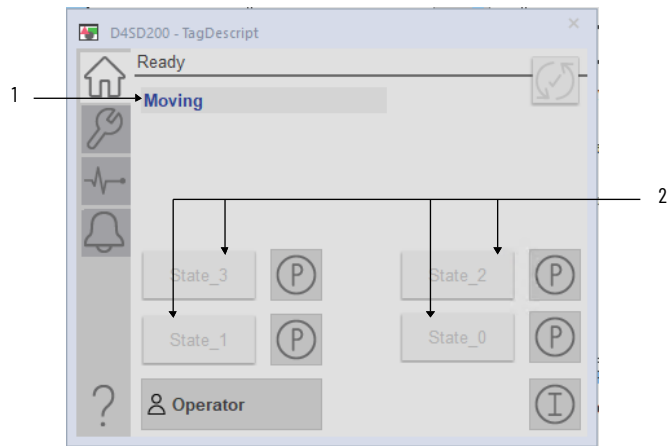 D4SD200 - TagDescript
Ready
1
Moving
2
State_3
P
State_2
P
State_1
P
State_0
P
?
Operator
I